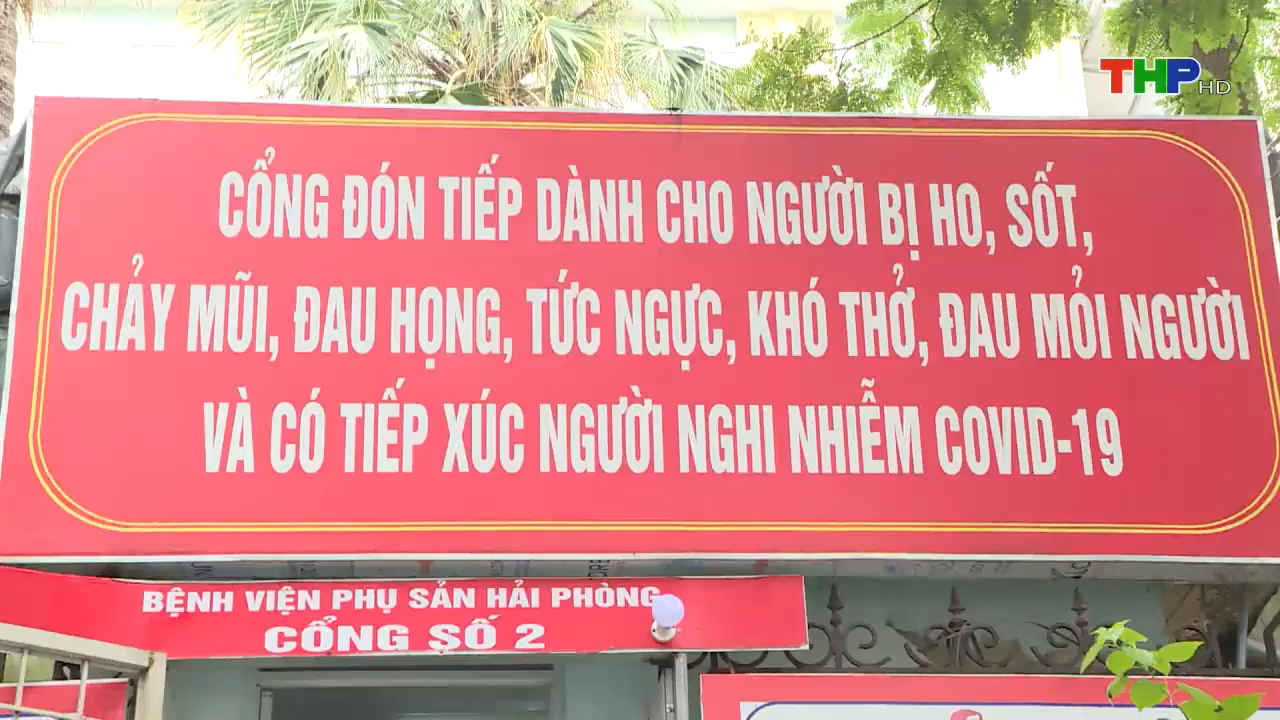 THP HD
CỔNG ĐÓN TIẾP DÀNH CHO NGƯỜI BỊ HO, SỐT,
CHẢY MŨI, ĐAU HỌNG, TỨC NGỰC, KHÓ THỞ, ĐAU MỎI NGƯỜI
VÀ CÓ TIẾP XÚC NGƯỜI NGHI NHIỄM COVID-19
BỆNH VIỆN PHỤ SẢN HẢI PHÒNG
CỔNG SỐ 2